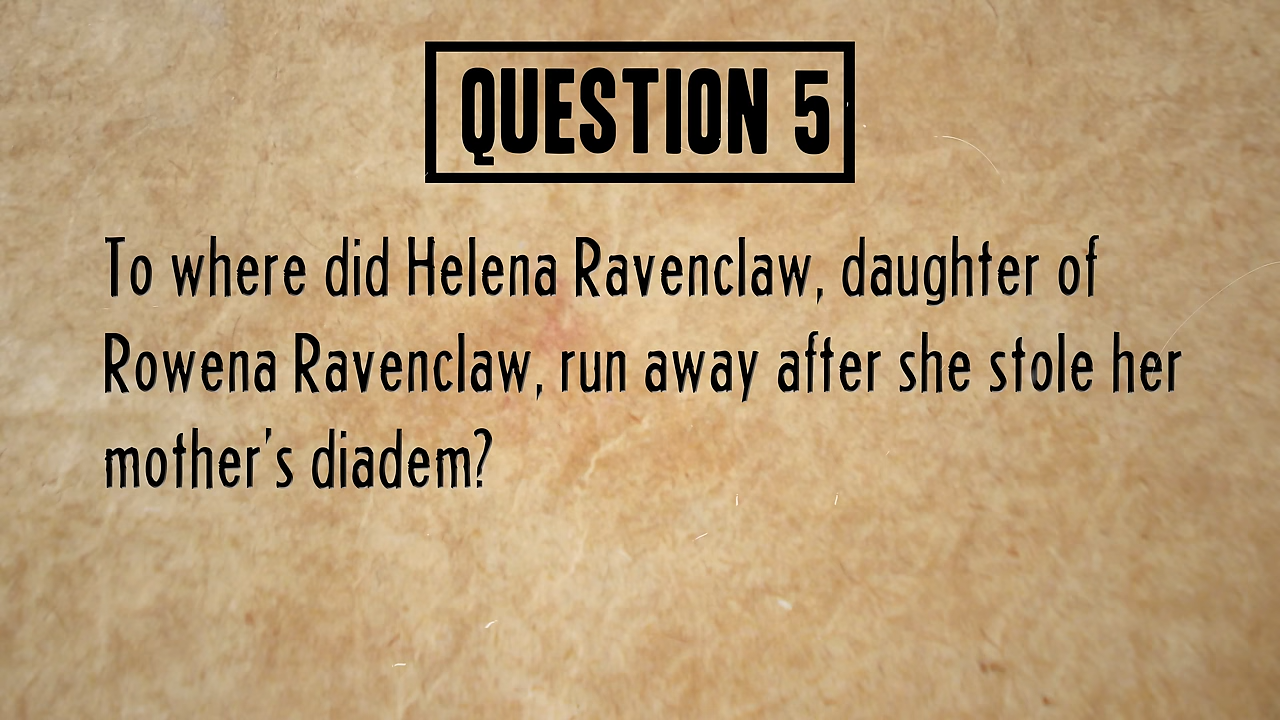 QUESTION 5
To where did Helena Ravenclaw, daughter of
Rowena Ravenclaw, run away after she stole her
mother's diadem?